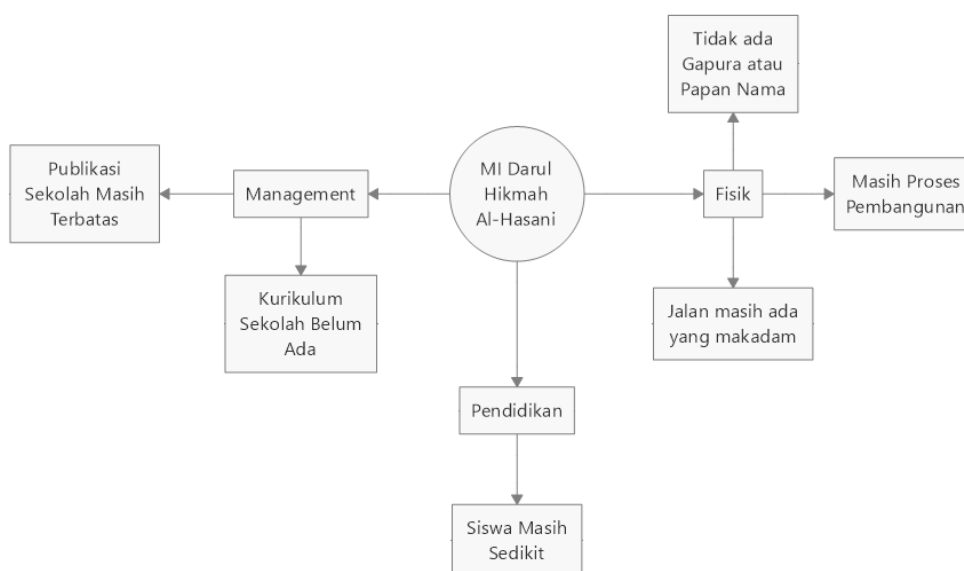 Tidak ada
Gapura atau
Papan Nama
Publikasi
Sekolah Masih
Terbatas
Management
MI Darul
Hikmah
Al-Hasani
Fisik
Masih Proses
Pembangunan
Kurikulum
Sekolah Belum
Ada
Jalan masih ada
yang makadam
Pendidikan
Siswa Masih
Sedikit